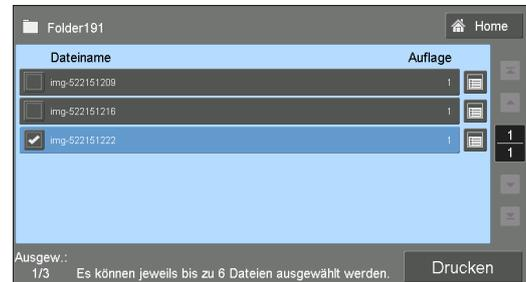 Folder191
Home
Dateiname Auflage
img-522151209 1
img-522151216 1
img-522151222 1
1
1
Ausgew.:
1/3 Es können jeweils bis zu 6 Dateien ausgewählt werden.
Drucken